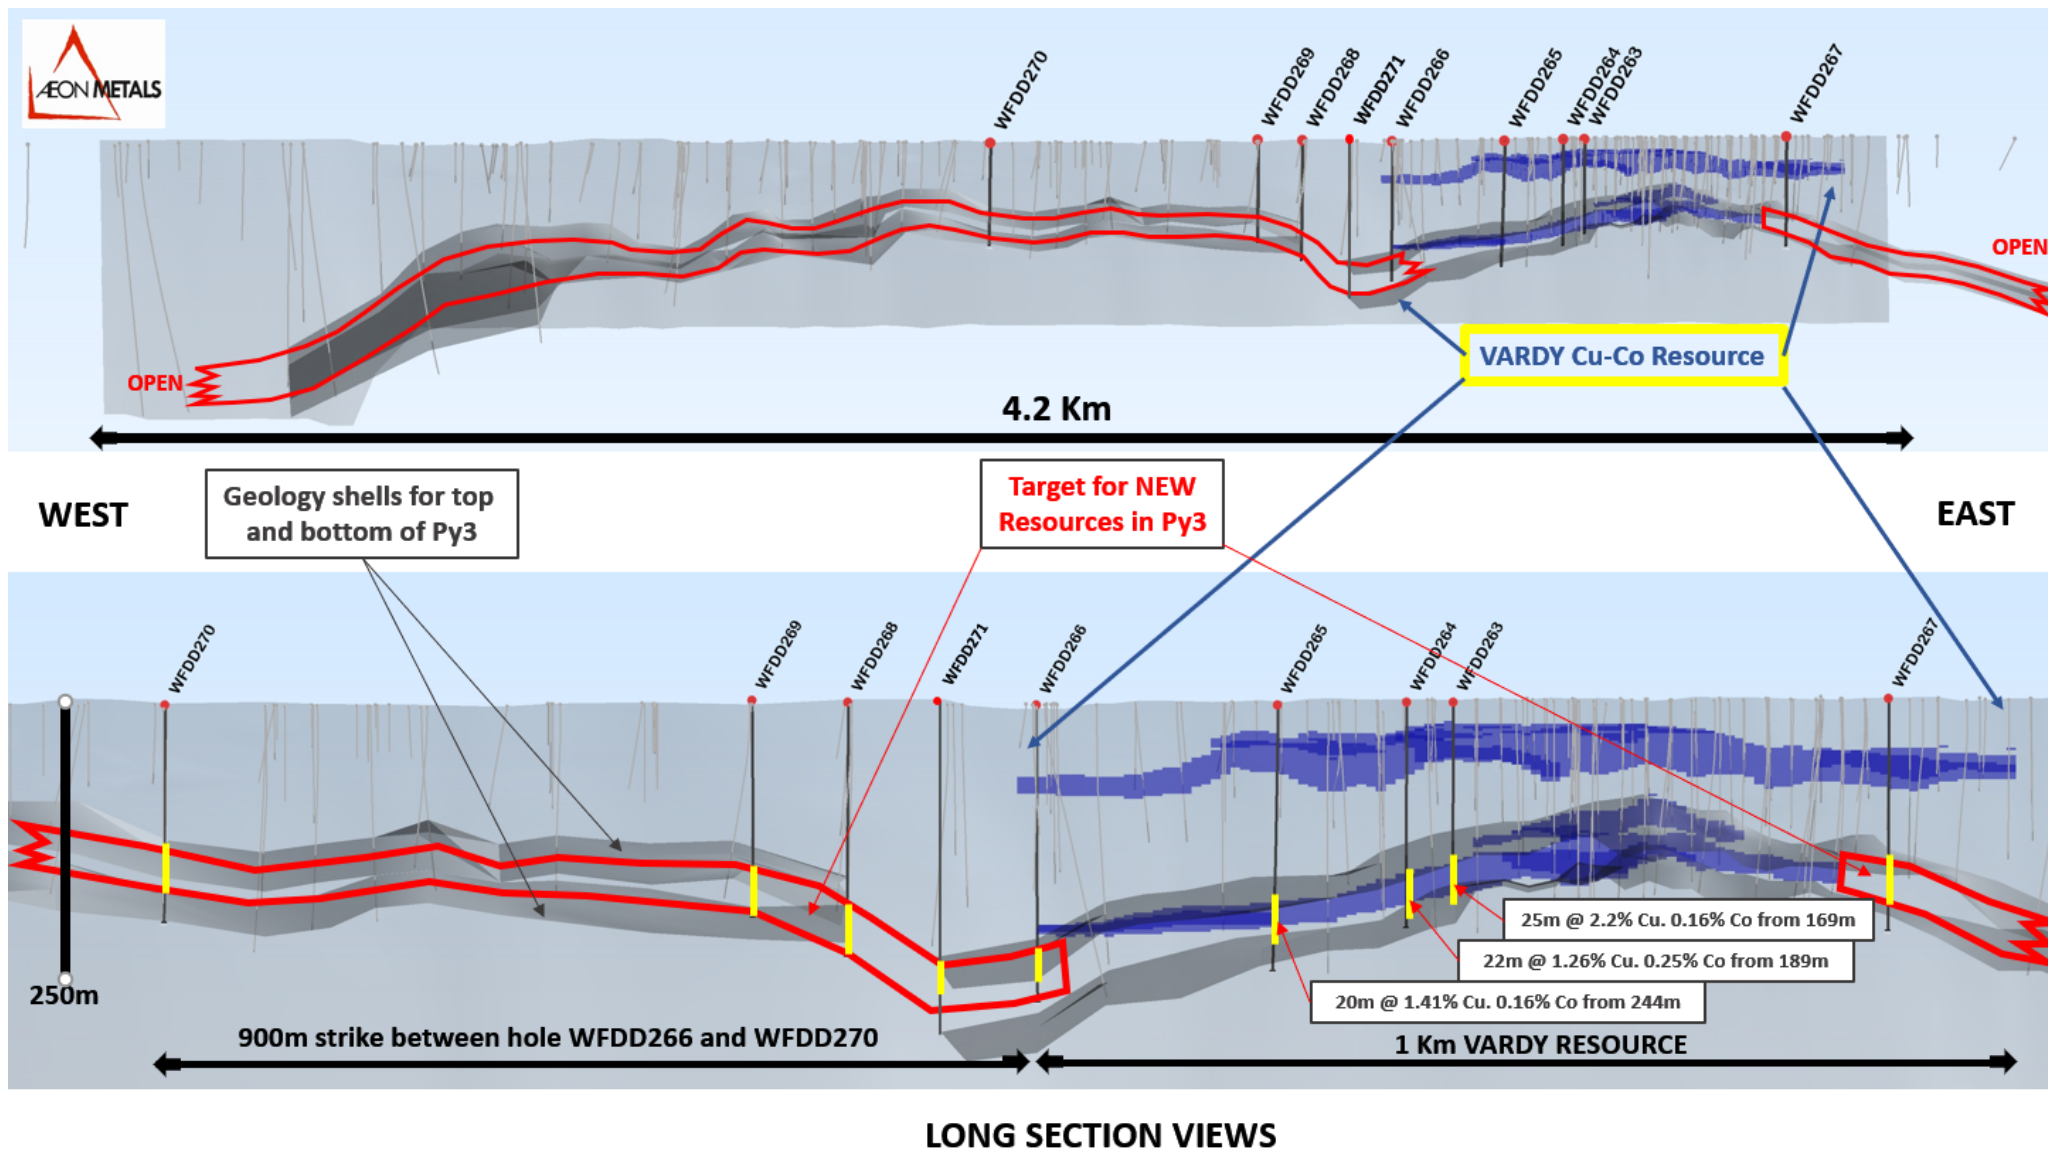 ÆON METALS
WFDD270
WFDD269
WFDD268
WFDD271
WFDD266
WFDD265
WFDD264
WFDD263
WFDD267
OPEN
OPEN
VARDY Cu-Co Resource
4.2 Km
WEST
Geology shells for top
and bottom of Py3
Target for NEW
Resources in Py3
EAST
WFDD270
WFDD269
WFDD268
WFDD271
WFDD266
WFDD265
WFDD264
WFDD263
WFDD267
25m @ 2.2% Cu. 0.16% Co from 169m
22m @ 1.26% Cu. 0.25% Co from 189m
20m @ 1.41% Cu. 0.16% Co from 244m
250m
900m strike between hole WFDD266 and WFDD270
1 Km VARDY RESOURCE
LONG SECTION VIEWS